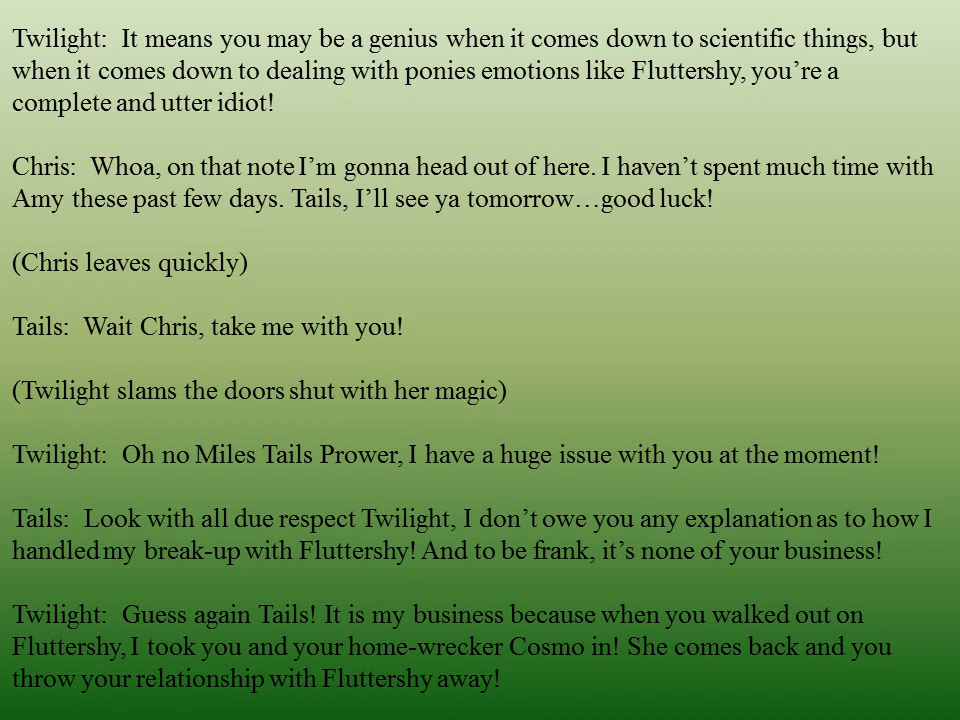 Twilight:  It means you may be a genius when it comes down to scientific things, but
when it comes down to dealing with ponies emotions like Fluttershy, you’re a
complete and utter idiot!
Chris:  Whoa, on that note I’m gonna head out of here. I haven’t spent much time with
Amy these past few days. Tails, I’ll see ya tomorrow…good luck!
(Chris leaves quickly)
Tails:  Wait Chris, take me with you!
(Twilight slams the doors shut with her magic)
Twilight:  Oh no Miles Tails Prower, I have a huge issue with you at the moment!
Tails:  Look with all due respect Twilight, I don’t owe you any explanation as to how I
handled my break-up with Fluttershy! And to be frank, it’s none of your business!
Twilight:  Guess again Tails! It is my business because when you walked out on
Fluttershy, I took you and your home-wrecker Cosmo in! She comes back and you
throw your relationship with Fluttershy away!